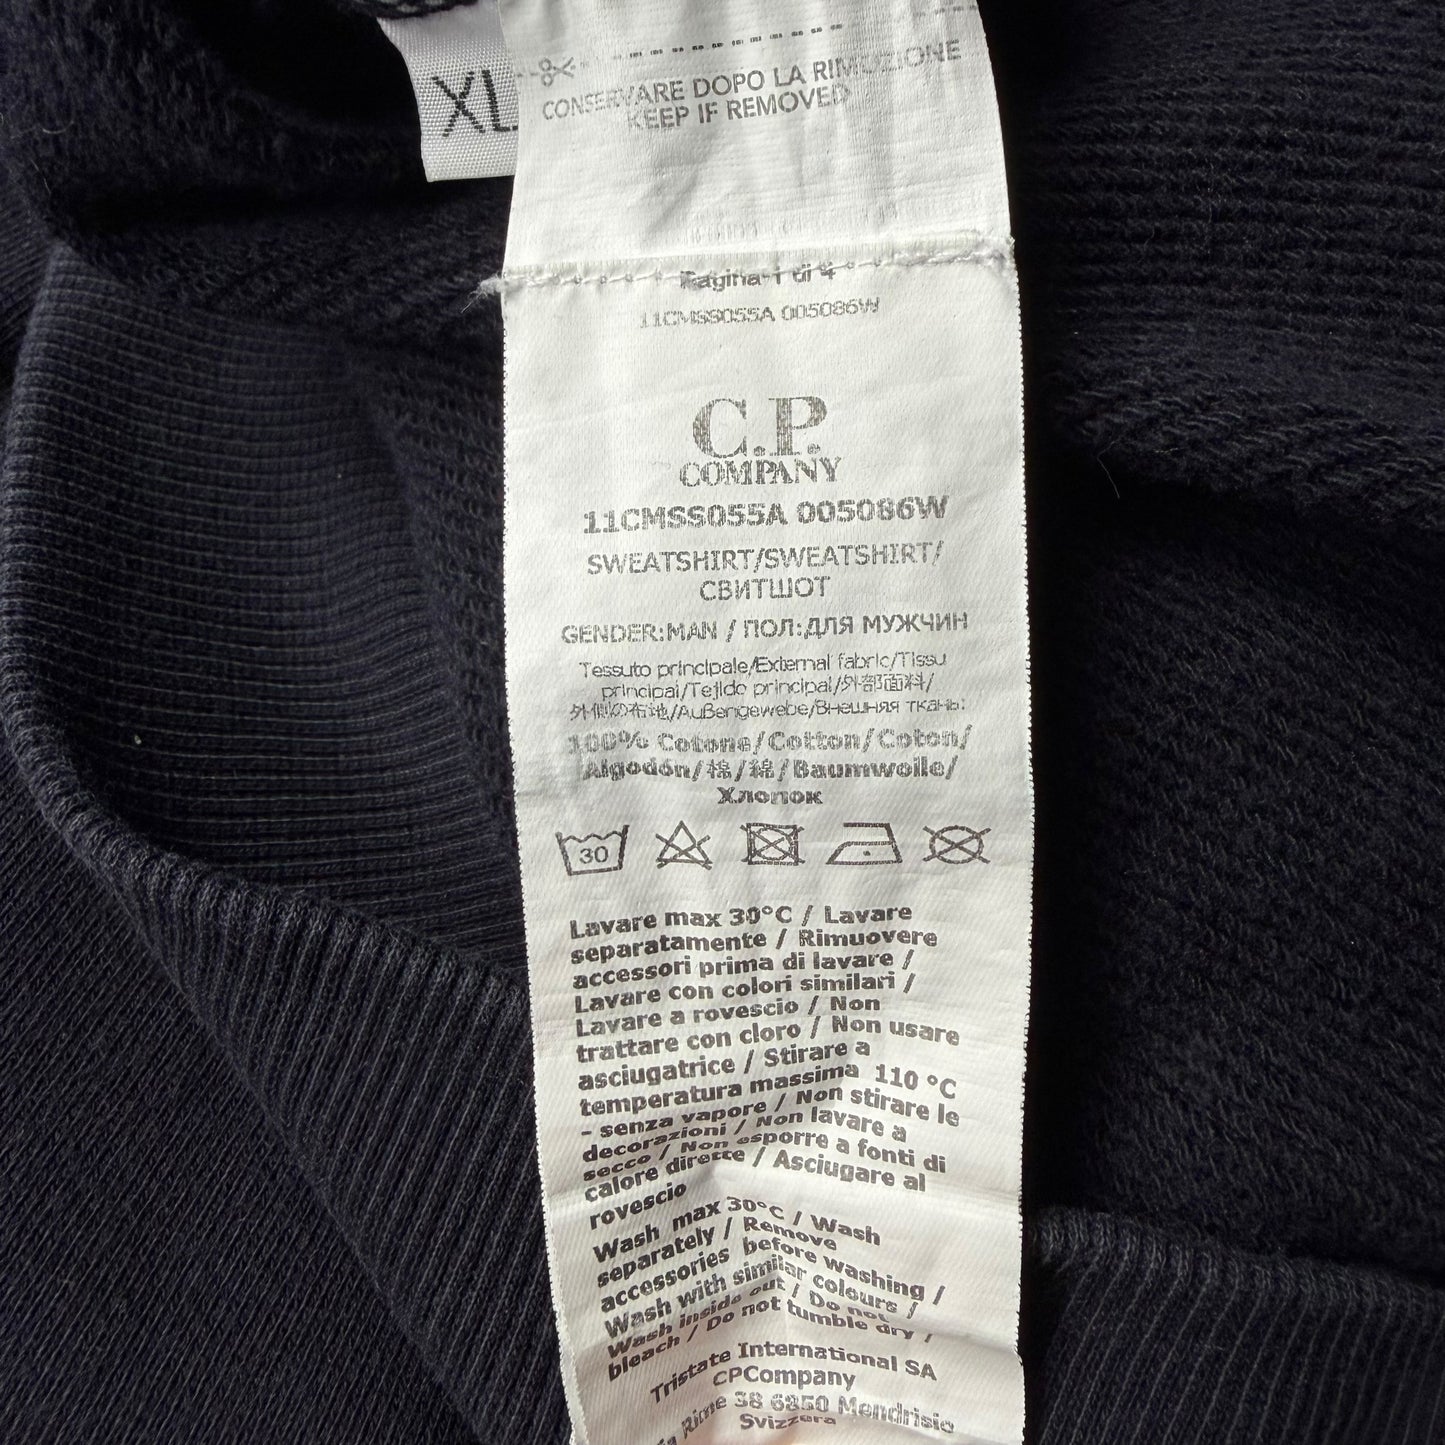 XL
CONSERVARE DOPO LA RIMOZIONE
KEEP IF REMOVED
Pagina 1 di 4
11CMSS055A 005086W
C.P.
COMPANY
11CMSS055A 005086W
SWEATSHIRT/SWEATSHIRT/
СВИТШОТ
GENDER:MAN / ПОЛ:ДЛЯ МУЖЧИН
Tessuto principale/External fabric/Tissu
principal/Tejido principal/外部面料/
外側の布地/Außengewebe/Внешняя ткань:
100% Cotone/Cotton/Coton/
Algodón/棉/綿/Baumwolle/
Хлопок
30
Lavare max 30°C / Lavare
separatamente / Rimuovere
accessori prima di lavare /
Lavare con colori similari /
Lavare a rovescio / Non
trattare con cloro / Non usare
asciugatrice / Stirare a
temperatura massima 110 °C
- senza vapore / Non stirare le
decorazioni / Non lavare a
secco / Non esporre a fonti di
calore dirette / Asciugare al
rovescio
Wash max 30°C / Wash
separately / Remove
accessories before washing /
Wash with similar colours /
Wash inside out / Do not
bleach / Do not tumble dry /
Tristate International SA
CPCompany
Rime 38 6850 Mendrisio
Svizzera